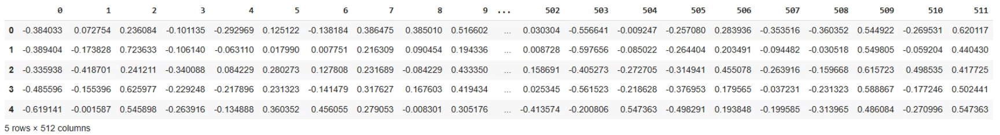 0 1 2 3 4 5 6 7 8 9 ... 502 503 504 505 506 507 508 509 510 511
0 -0.384033 0.072754 0.236084 -0.101135 -0.292969 0.125122 -0.138184 0.386475 0.385010 0.516602 ... 0.030304 -0.556641 -0.009247 -0.257080 0.283936 -0.353516 -0.360352 0.544922 -0.269531 0.620117
1 -0.389404 -0.173828 0.723633 -0.106140 -0.063110 0.017990 0.007751 0.216309 0.090454 0.194336 ... 0.008728 -0.597656 -0.085022 -0.264404 0.203491 -0.094482 -0.030518 0.549805 -0.059204 0.440430
2 -0.335938 -0.418701 0.241211 -0.340088 0.084229 0.280273 0.127808 0.231689 -0.084229 0.433350 ... 0.158691 -0.405273 -0.272705 -0.314941 0.455078 -0.263916 -0.159668 0.615723 0.498535 0.417725
3 -0.485596 -0.155396 0.625977 -0.229248 -0.217896 0.231323 -0.141479 0.317627 0.167603 0.419434 ... 0.025345 -0.561523 -0.218628 -0.376953 0.179565 -0.037231 -0.231323 0.588867 -0.177246 0.502441
4 -0.619141 -0.001587 0.545898 -0.263916 -0.134888 0.360352 0.456055 0.279053 -0.008301 0.305176 ... -0.413574 -0.200806 0.547363 -0.498291 0.193848 -0.199585 -0.313965 0.486084 -0.270996 0.547363
5 rows × 512 columns